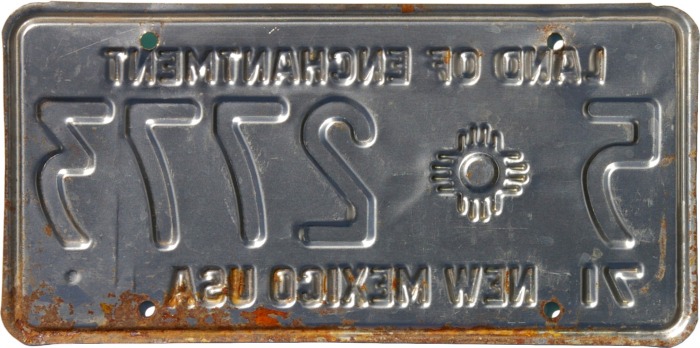 LAND OF ENCHANTMENT
5 2773
71 NEW MEXICO USA